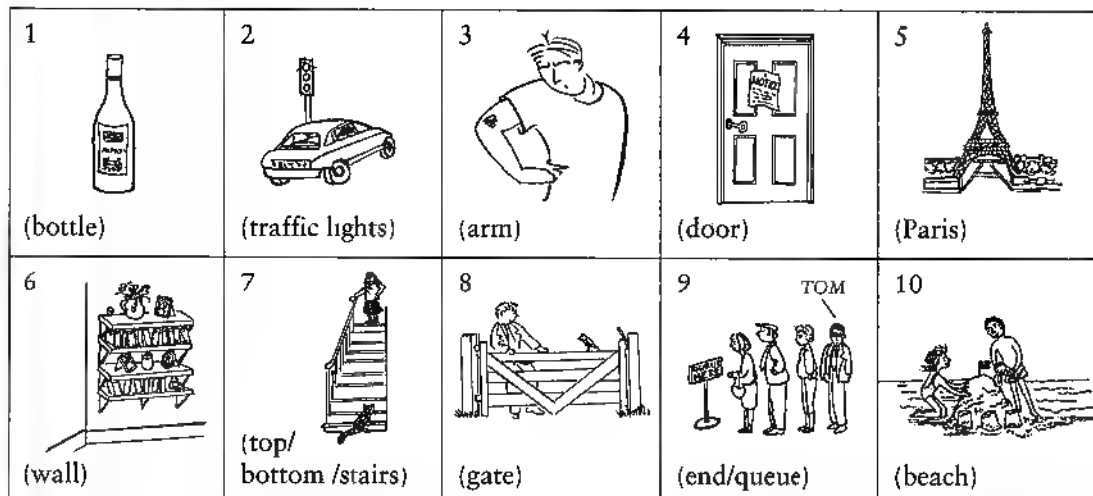 1
2
3
4
5
NOTICE
(bottle)
(traffic lights)
(arm)
(door)
(Paris)
6
7
8
9
10
TOM
(wall)
(top/
bottom /stairs)
(gate)
(end/queue)
(beach)